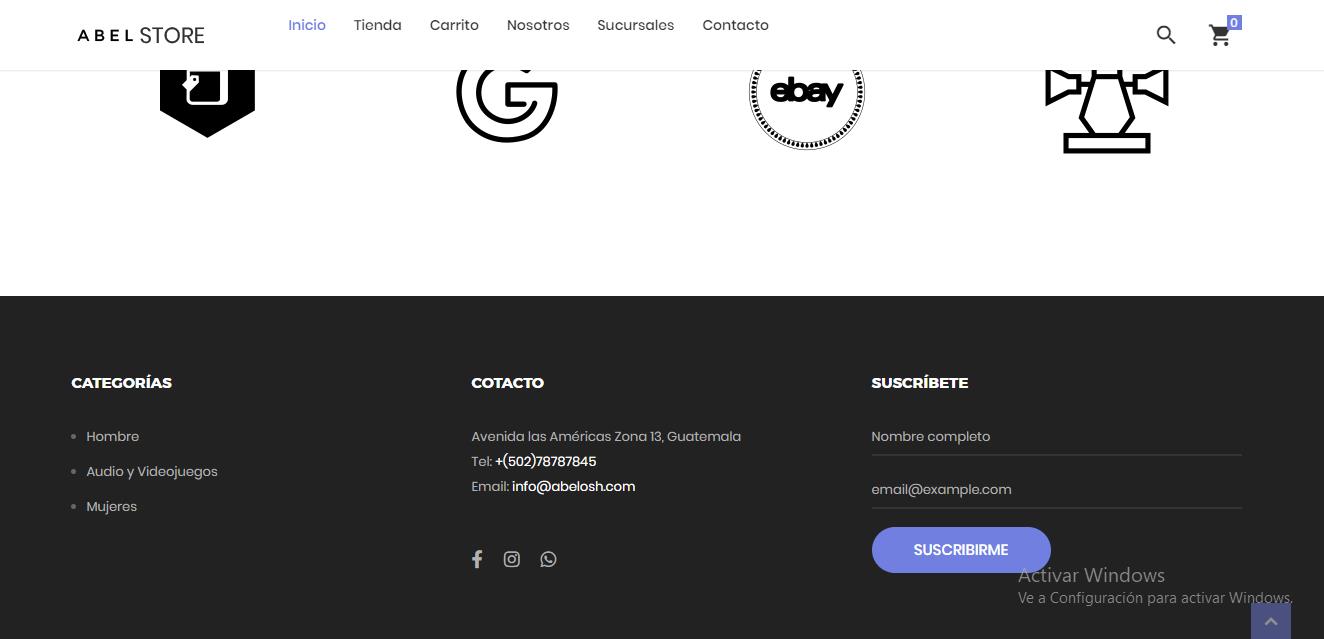 ABEL STORE
Inicio Tienda Carrito Nosotros Sucursales Contacto
0
ebay
CATEGORÍAS
Hombre
Audio y Videojuegos
Mujeres
COTACTO
Avenida las Américas Zona 13, Guatemala
Tel: +(502)78787845
Email: info@abelosh.com
SUSCRÍBETE
Nombre completo
email@example.com
SUSCRIBIRME
Activar Windows
Ve a Configuración para activar Windows.